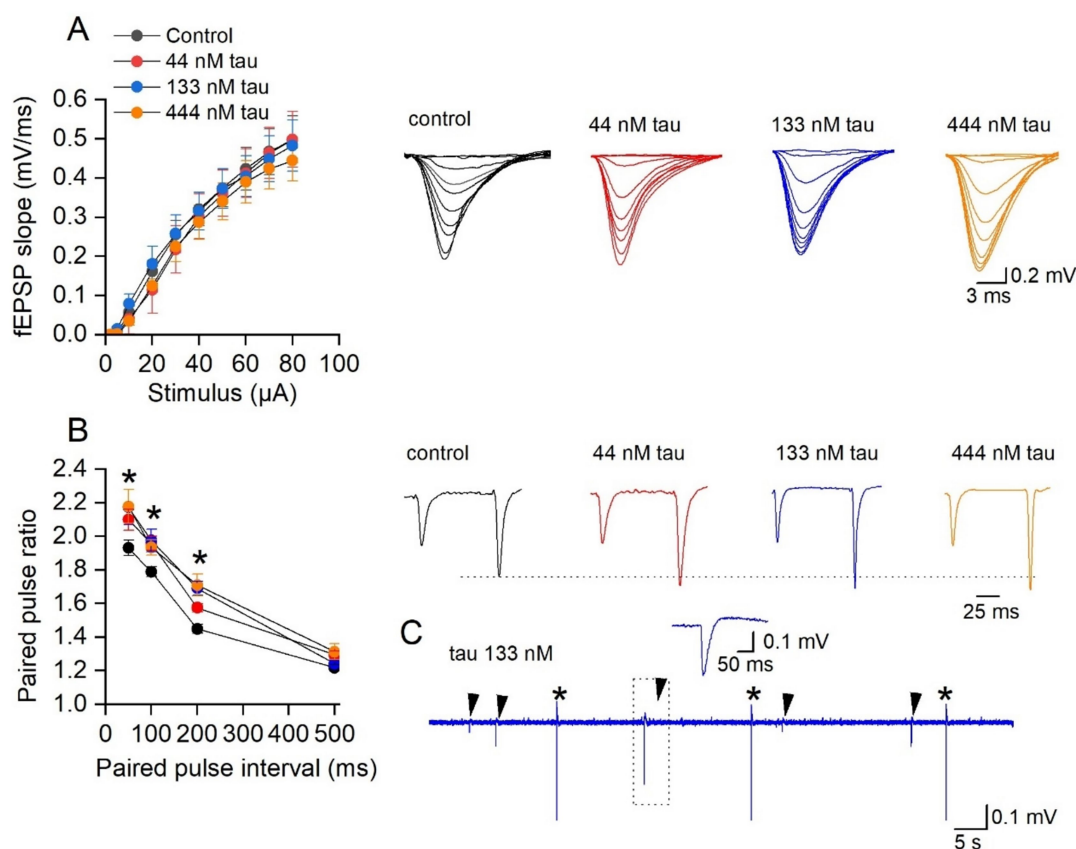 A
Control
44 nM tau
133 nM tau
444 nM tau
fEPSP slope (mV/ms)
0.6
0.5
0.4
0.3
0.2
0.1
0.0
0 20 40 60 80 100
Stimulus (µA)
control
44 nM tau
133 nM tau
444 nM tau
0.2 mV
3 ms
B
Paired pulse ratio
2.4
2.2
2.0
1.8
1.6
1.4
1.2
1.0
* * *
0 100 200 300 400 500
Paired pulse interval (ms)
control
44 nM tau
133 nM tau
444 nM tau
25 ms
C
tau 133 nM
0.1 mV
50 ms
* * *
0.1 mV
5 s